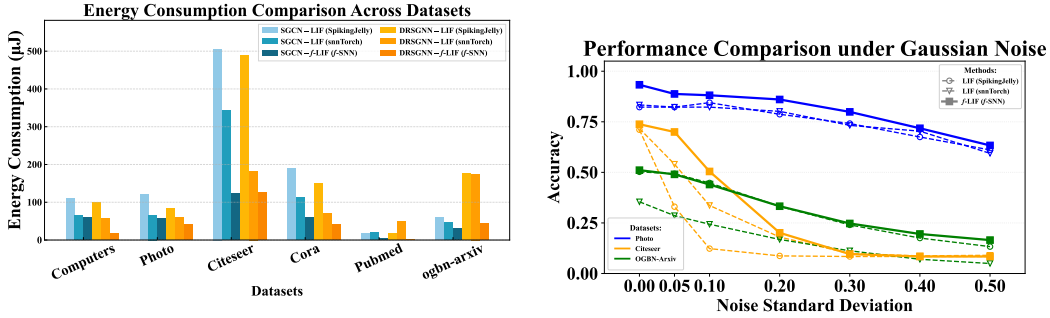 Energy Consumption Comparison Across Datasets
Energy Consumption (μJ)
500
400
300
200
100
0
SGCN−LIF (SpikingJelly)
SGCN−LIF (snnTorch)
SGCN−f-LIF (f-SNN)
DRSGNN−LIF (SpikingJelly)
DRSGNN−LIF (snnTorch)
DRSGNN−f-LIF (f-SNN)
Computers
Photo
Citeseer
Cora
Pubmed
ogbn-arxiv
Datasets
Performance Comparison under Gaussian Noise
Accuracy
1.00
0.75
0.50
0.25
0.00
Methods:
LIF (SpikingJelly)
LIF (snnTorch)
f-LIF (f-SNN)
Datasets:
Photo
Citeseer
OGBN-Arxiv
0.00 0.05 0.10 0.20 0.30 0.40 0.50
Noise Standard Deviation